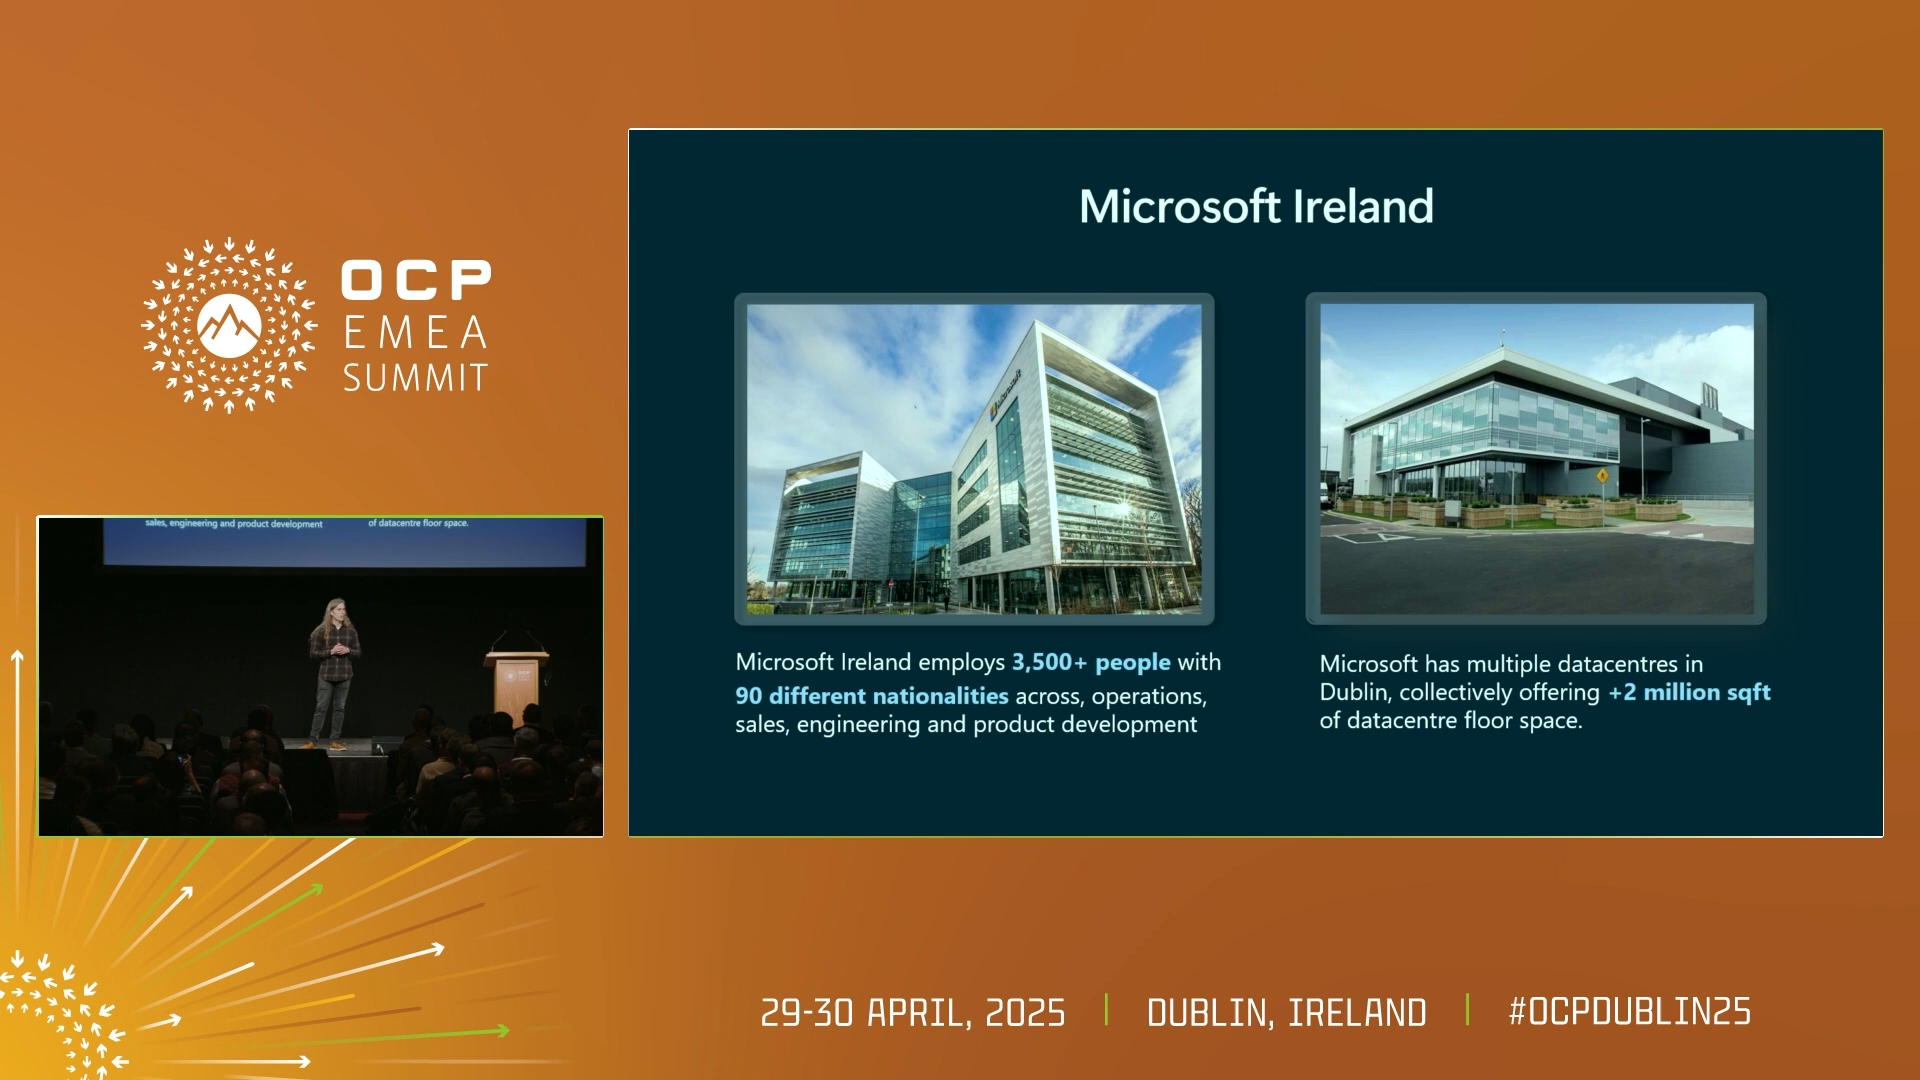 OCP
EMEA
SUMMIT
Microsoft Ireland
Microsoft
Microsoft Ireland employs 3,500+ people with
90 different nationalities across, operations,
sales, engineering and product development
Microsoft has multiple datacentres in
Dublin, collectively offering +2 million sqft
of datacentre floor space.
sales, engineering and product development
of datacentre floor space.
29-30 APRIL, 2025
DUBLIN, IRELAND
#OCPDUBLIN25